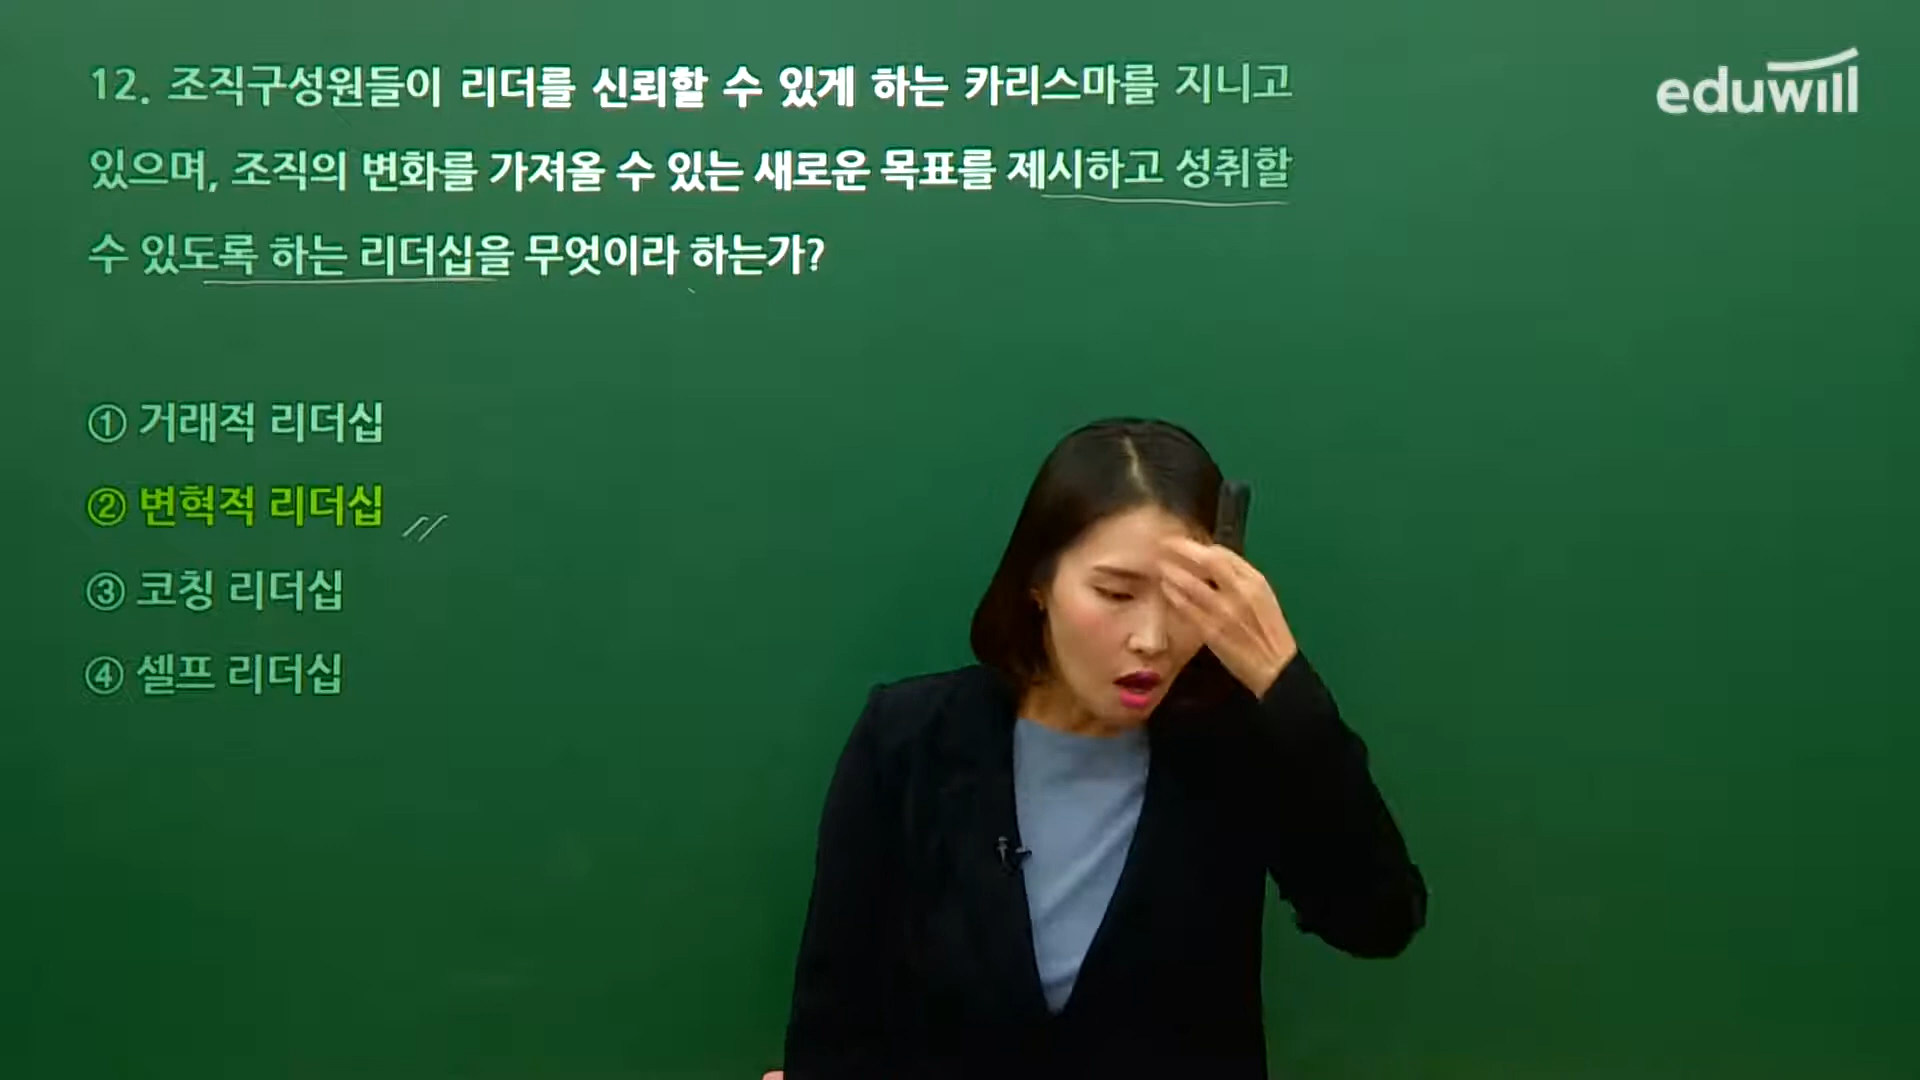 12. 조직구성원들이 리더를 신뢰할 수 있게 하는 카리스마를 지니고
있으며, 조직의 변화를 가져올 수 있는 새로운 목표를 제시하고 성취할
수 있도록 하는 리더십을 무엇이라 하는가?
eduwill
① 거래적 리더십
② 변혁적 리더십
③ 코칭 리더십
④ 셀프 리더십